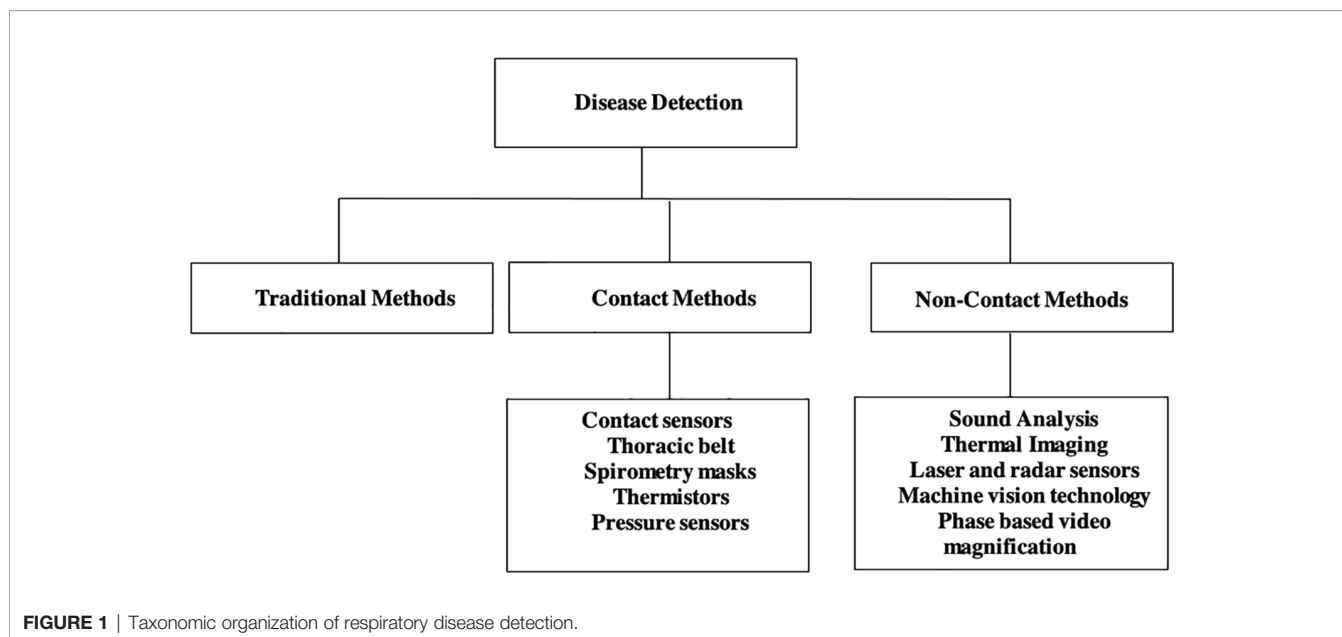 Disease Detection
Traditional Methods
Contact Methods
Non-Contact Methods
Contact sensors
Thoracic belt
Spirometry masks
Thermistors
Pressure sensors
Sound Analysis
Thermal Imaging
Laser and radar sensors
Machine vision technology
Phase based video
magnification
FIGURE 1 | Taxonomic organization of respiratory disease detection.